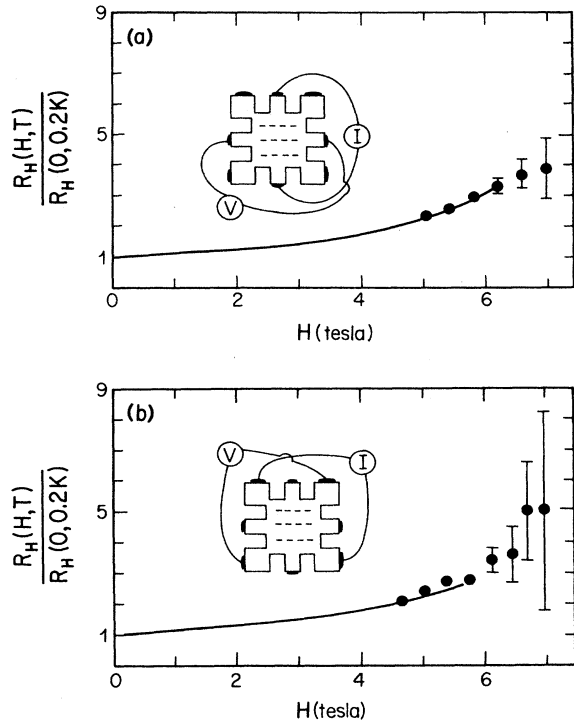 9
(a)
5
1
R_H(H,T)
R_H(0,0.2K)
V
I
0 2 4 6
H(tesla)
9
(b)
5
1
R_H(H,T)
R_H(0,0.2K)
V
I
0 2 4 6
H(tesla)